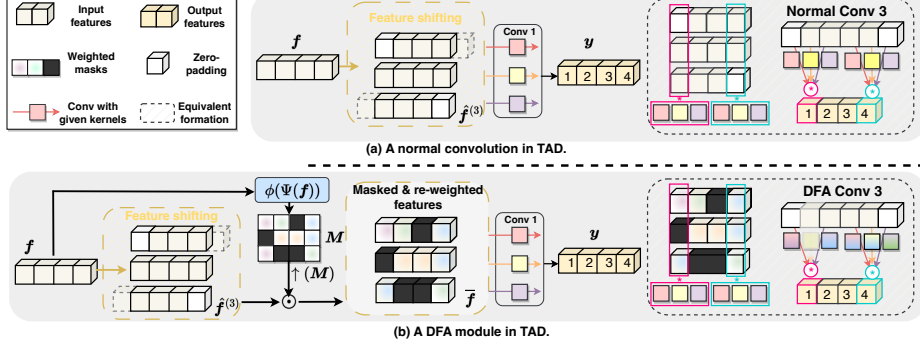 Input
features
Output
features
Weighted
masks
Zero-
padding
Conv with
given kernels
Equivalent
formation
f
Feature shifting
f̂⁽³⁾
Conv 1
y
1 2 3 4
Normal Conv 3
* *
1 2 3 4
(a) A normal convolution in TAD.
f
ϕ(Ψ(f))
Feature shifting
f̂⁽³⁾
M
↑(M)
Masked & re-weighted
features
f̅
Conv 1
y
1 2 3 4
DFA Conv 3
* *
1 2 3 4
(b) A DFA module in TAD.